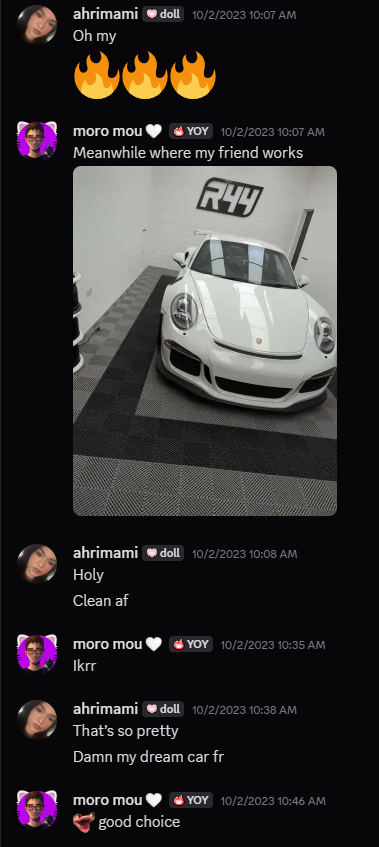 ahrimami doll 10/2/2023 10:07 AM
Oh my
🔥🔥🔥
moro mou🤍 YOY 10/2/2023 10:07 AM
Meanwhile where my friend works
R44
ahrimami doll 10/2/2023 10:08 AM
Holy
Clean af
moro mou🤍 YOY 10/2/2023 10:35 AM
Ikrr
ahrimami doll 10/2/2023 10:38 AM
That's so pretty
Damn my dream car fr
moro mou🤍 YOY 10/2/2023 10:46 AM
good choice